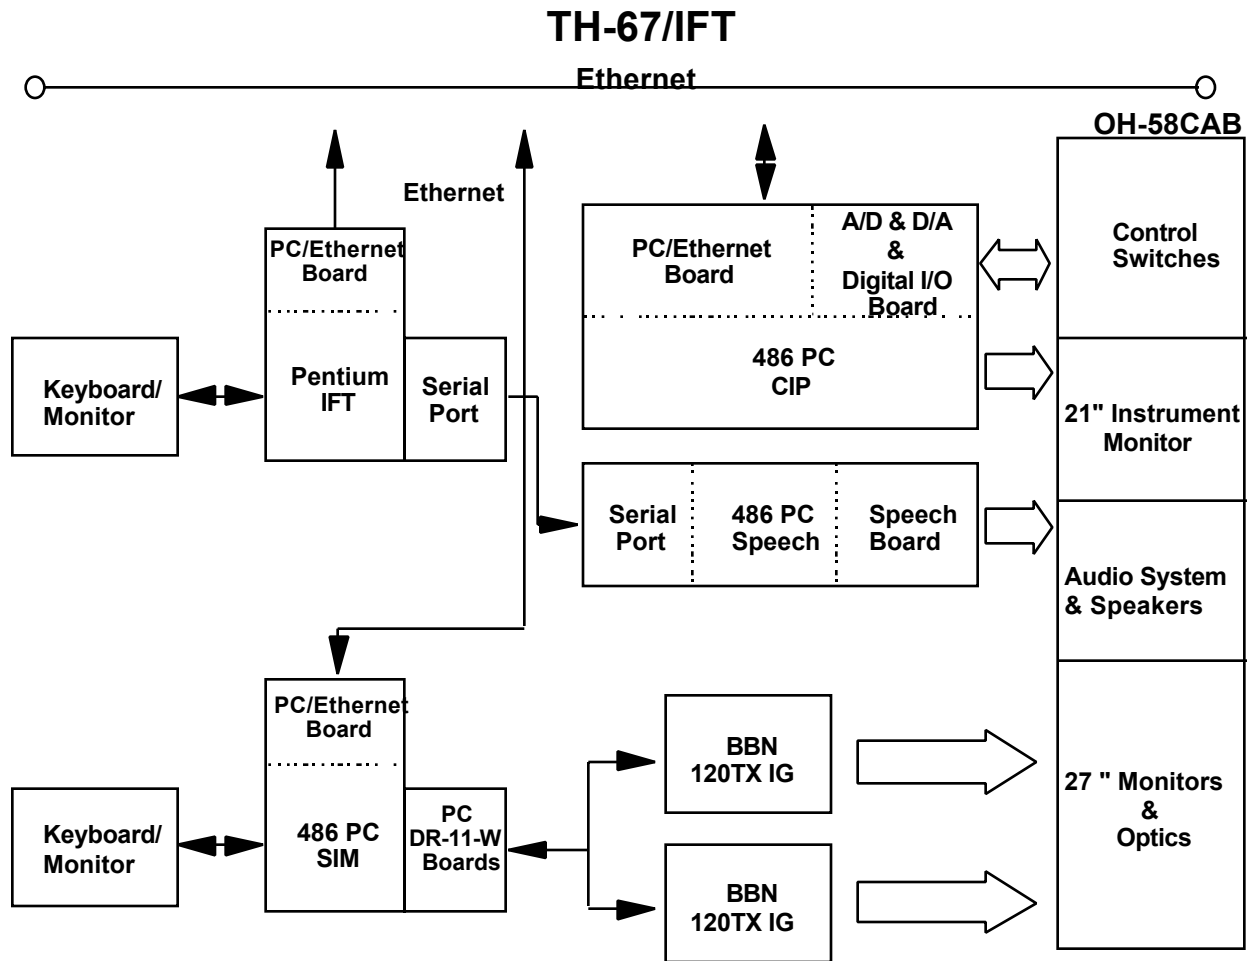 TH-67/IFT
Ethernet
OH-58CAB
Ethernet
PC/Ethernet
Board
Pentium
IFT
Serial
Port
Keyboard/
Monitor
PC/Ethernet
Board
A/D & D/A
&
Digital I/O
Board
486 PC
CIP
Control
Switches
21" Instrument
Monitor
Serial
Port
486 PC
Speech
Speech
Board
Audio System
& Speakers
PC/Ethernet
Board
486 PC
SIM
PC
DR-11-W
Boards
Keyboard/
Monitor
BBN
120TX IG
BBN
120TX IG
27 " Monitors
&
Optics